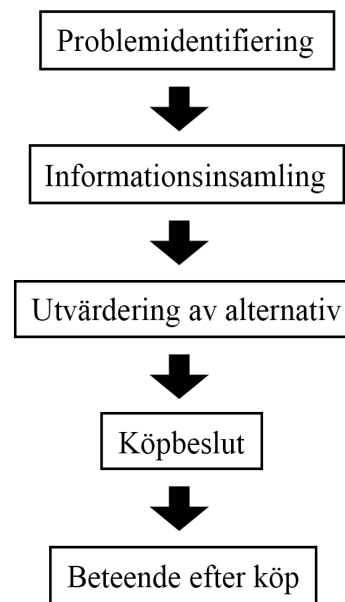 Problemidentifiering
Informationsinsamling
Utvärdering av alternativ
Köpbeslut
Beteende efter köp